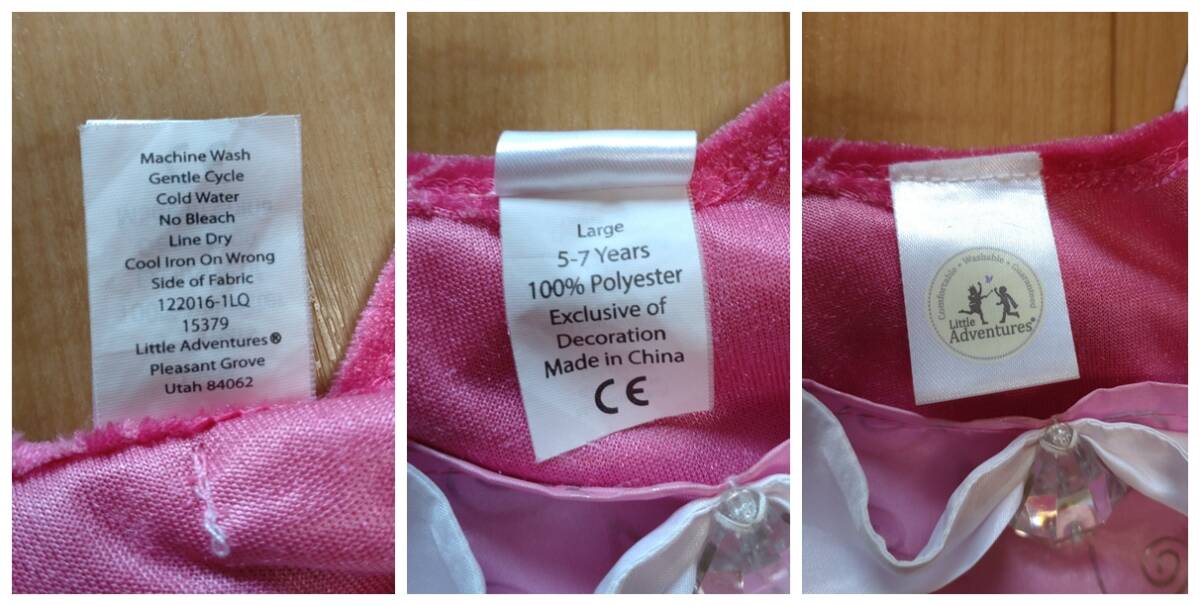 Machine Wash
Gentle Cycle
Cold Water
No Bleach
Line Dry
Cool Iron On Wrong
Side of Fabric
122016-1LQ
15379
Little Adventures®
Pleasant Grove
Utah 84062
Large
5-7 Years
100% Polyester
Exclusive of
Decoration
Made in China
CE
Comfortable • Washable • Guaranteed
Little
Adventures®